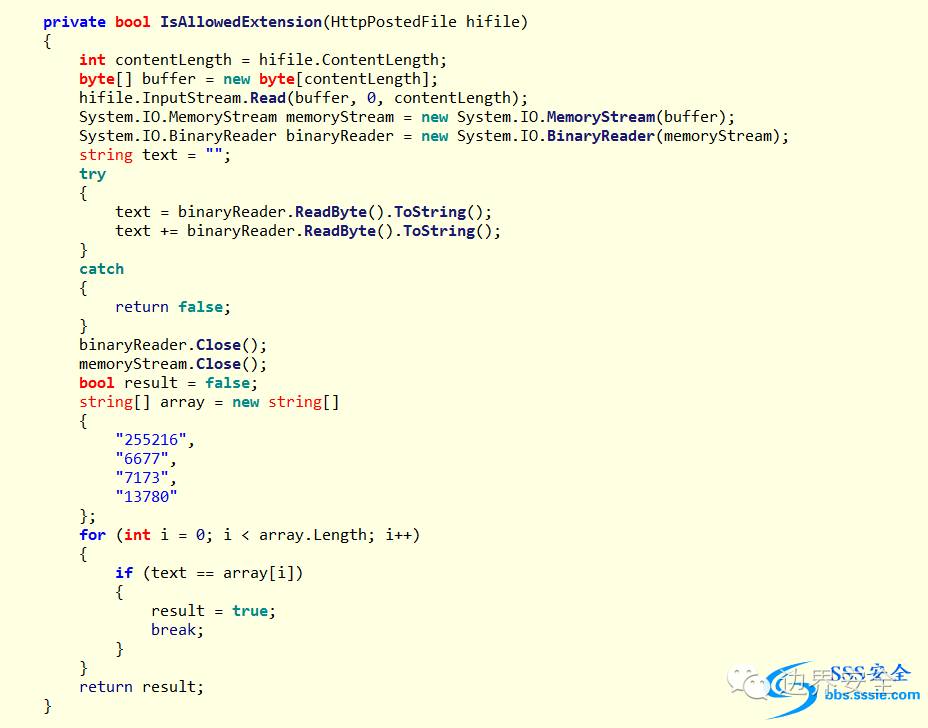 private bool IsAllowedExtension(HttpPostedFile hifile)
{
    int contentLength = hifile.ContentLength;
    byte[] buffer = new byte[contentLength];
    hifile.InputStream.Read(buffer, 0, contentLength);
    System.IO.MemoryStream memoryStream = new System.IO.MemoryStream(buffer);
    System.IO.BinaryReader binaryReader = new System.IO.BinaryReader(memoryStream);
    string text = "";
    try
    {
        text = binaryReader.ReadByte().ToString();
        text += binaryReader.ReadByte().ToString();
    }
    catch
    {
        return false;
    }
    binaryReader.Close();
    memoryStream.Close();
    bool result = false;
    string[] array = new string[]
    {
        "255216",
        "6677",
        "7173",
        "13780"
    };
    for (int i = 0; i < array.Length; i++)
    {
        if (text == array[i])
        {
            result = true;
            break;
        }
    }
    return result;
}
SSS安全
边界安全
bbs.sssie.com